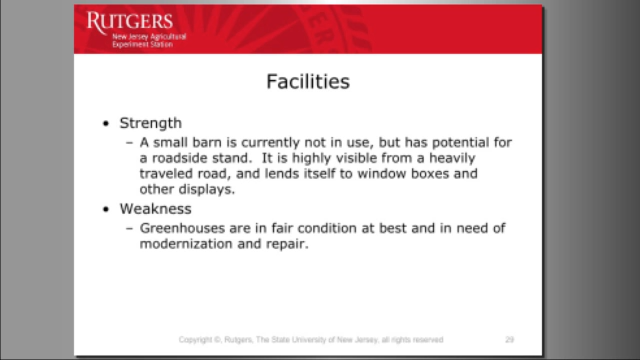 RUTGERS
New Jersey Agricultural
Experiment Station
Facilities
• Strength
– A small barn is currently not in use, but has potential for
a roadside stand. It is highly visible from a heavily
traveled road, and lends itself to window boxes and
other displays.
• Weakness
– Greenhouses are in fair condition at best and in need of
modernization and repair.
Copyright ©, Rutgers, The State University of New Jersey, all rights reserved
29